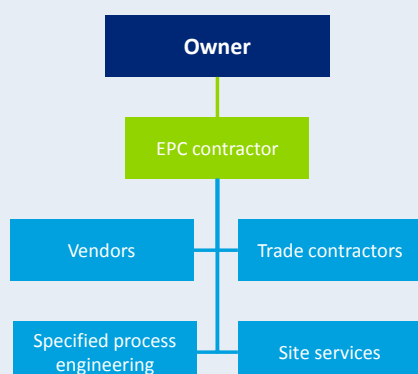 Owner
EPC contractor
Vendors
Trade contractors
Specified process
engineering
Site services